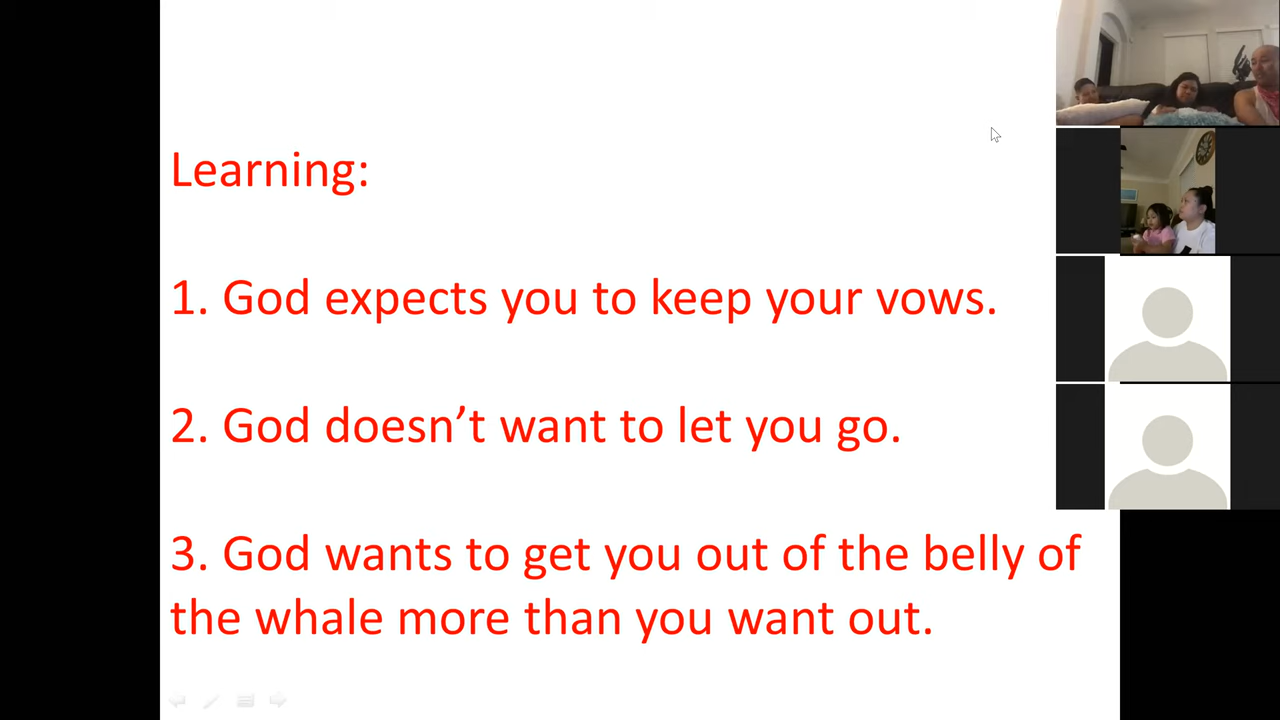 Learning:
1. God expects you to keep your vows.
2. God doesn’t want to let you go.
3. God wants to get you out of the belly of
the whale more than you want out.